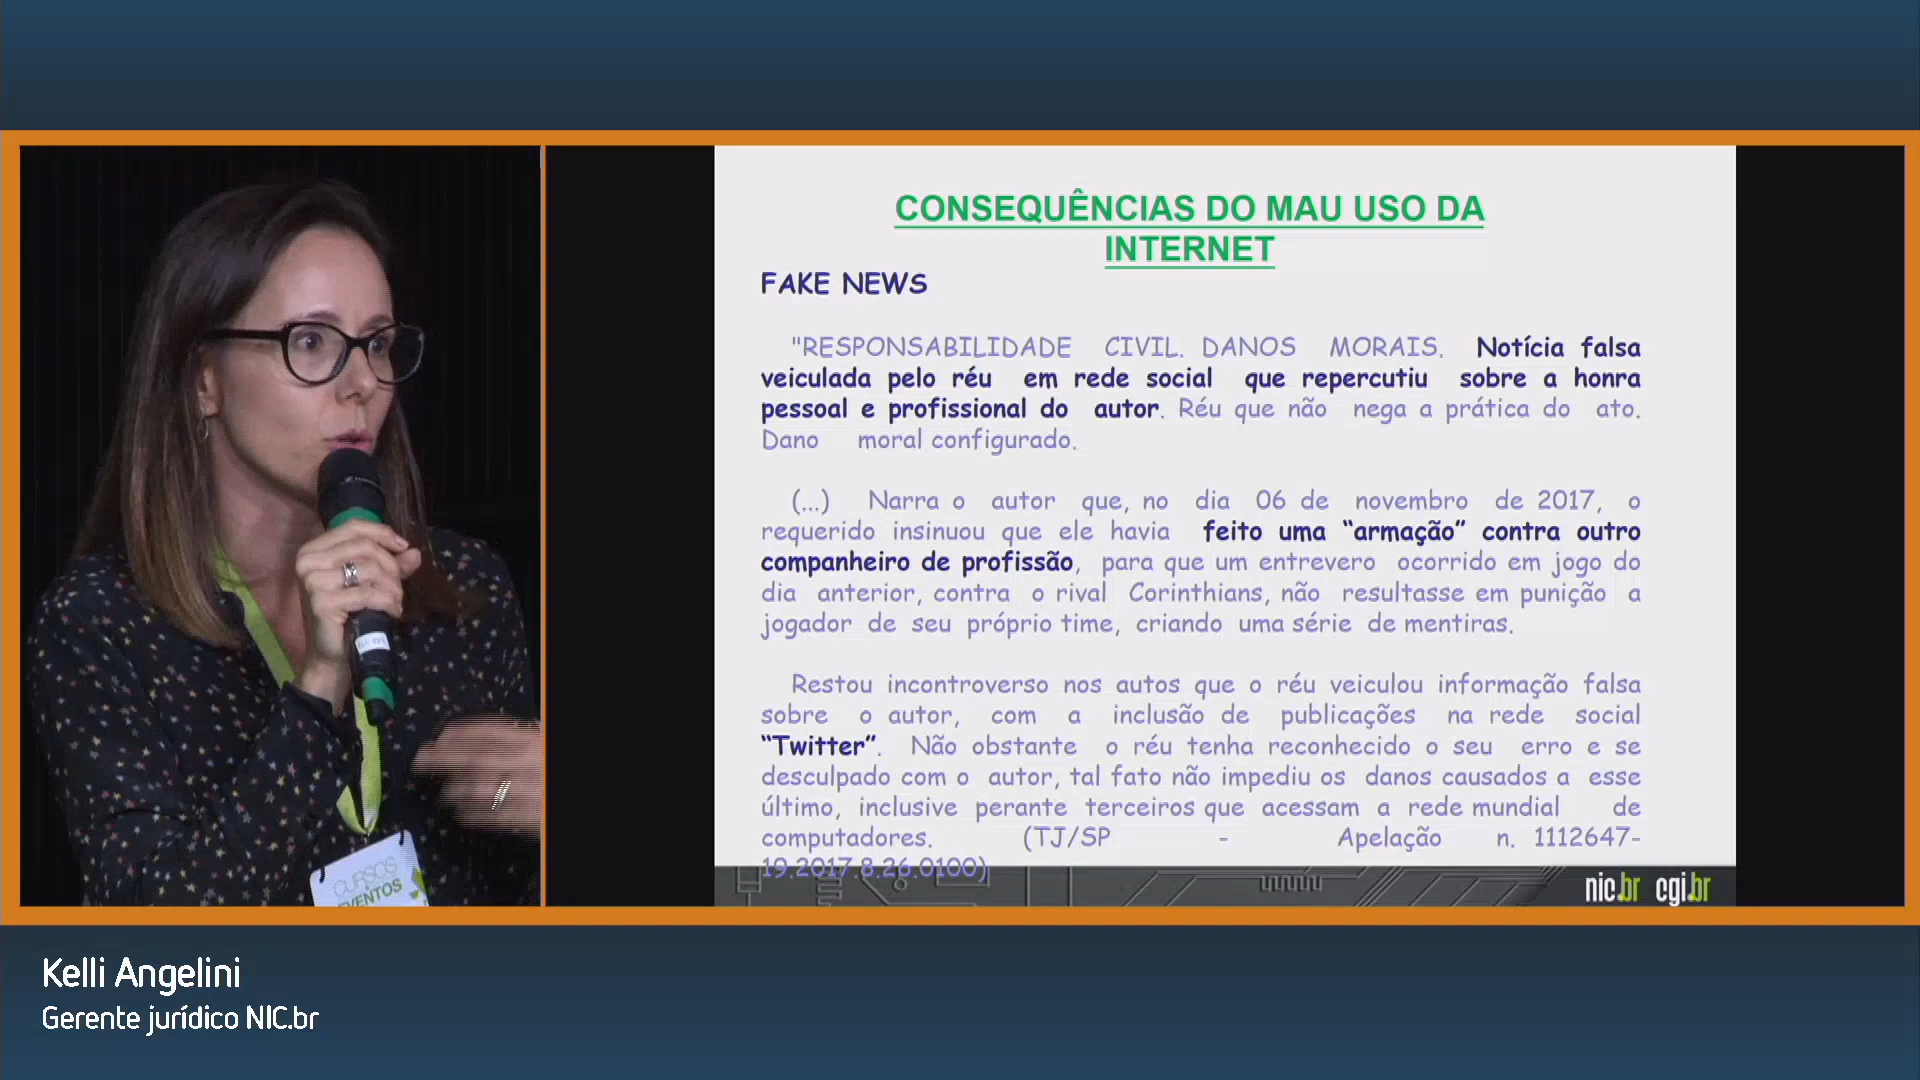 CONSEQUÊNCIAS DO MAU USO DA
INTERNET
FAKE NEWS
"RESPONSABILIDADE CIVIL. DANOS MORAIS. Notícia falsa
veiculada pelo réu em rede social que repercutiu sobre a honra
pessoal e profissional do autor. Réu que não nega a prática do ato.
Dano moral configurado.
(...) Narra o autor que, no dia 06 de novembro de 2017, o
requerido insinuou que ele havia feito uma “armação” contra outro
companheiro de profissão, para que um entrevero ocorrido em jogo do
dia anterior, contra o rival Corinthians, não resultasse em punição a
jogador de seu próprio time, criando uma série de mentiras.
Restou incontroverso nos autos que o réu veiculou informação falsa
sobre o autor, com a inclusão de publicações na rede social
“Twitter”. Não obstante o réu tenha reconhecido o seu erro e se
desculpado com o autor, tal fato não impediu os danos causados a esse
último, inclusive perante terceiros que acessam a rede mundial de
computadores. (TJ/SP - Apelação n. 1112647-
19.2017.8.26.0100)
nic.br cgi.br
CURSOS
EVENTOS
Kelli Angelini
Gerente jurídico NIC.br